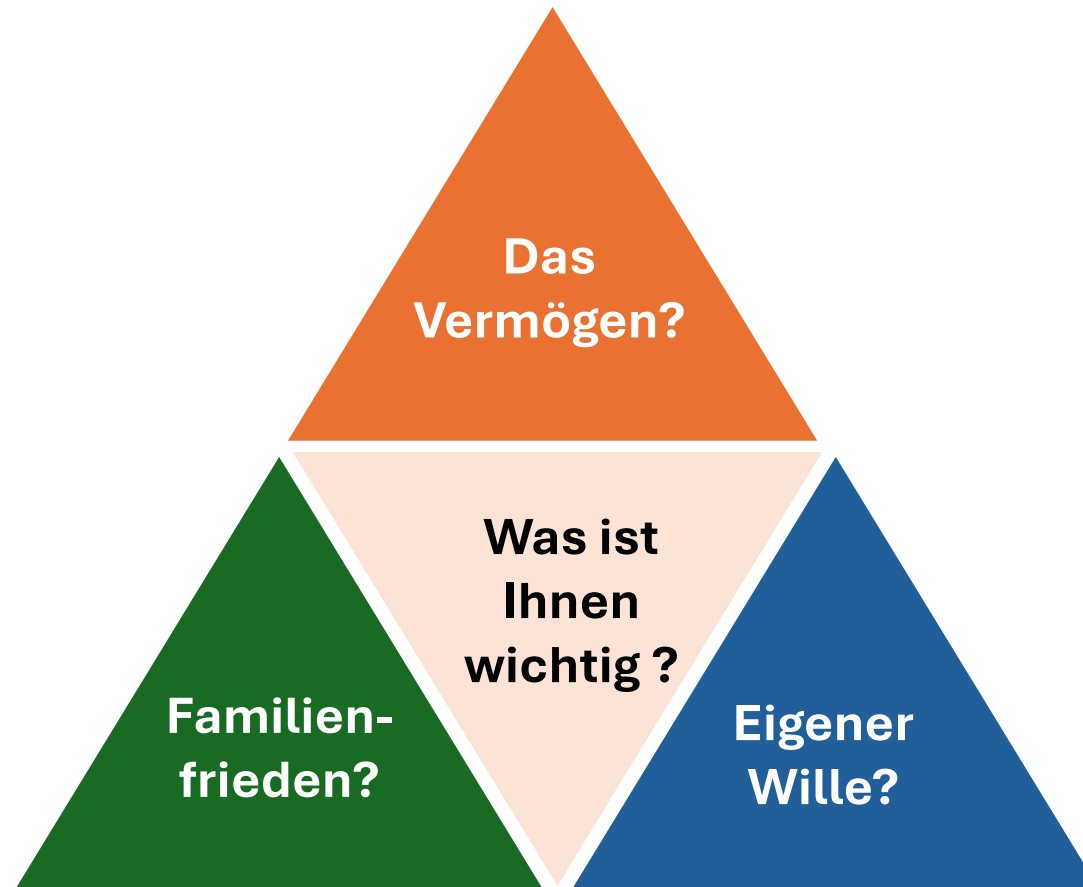 Das
Vermögen?
Was ist
Ihnen
wichtig ?
Familien-
frieden?
Eigener
Wille?